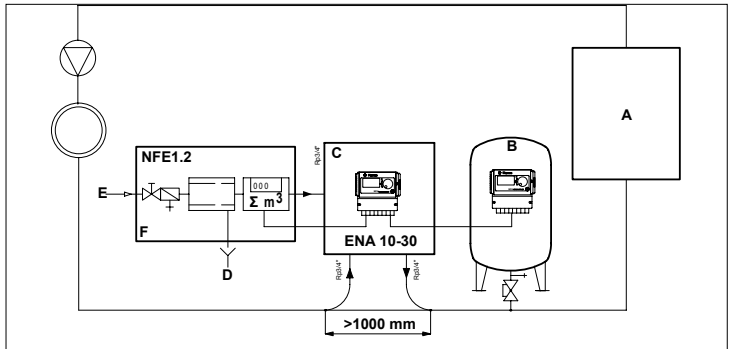 A
NFE1.2
C
B
Rp3/4"
E
000
Σ m³
F
ENA 10-30
D
Rp3/4"
Rp3/4"
>1000 mm